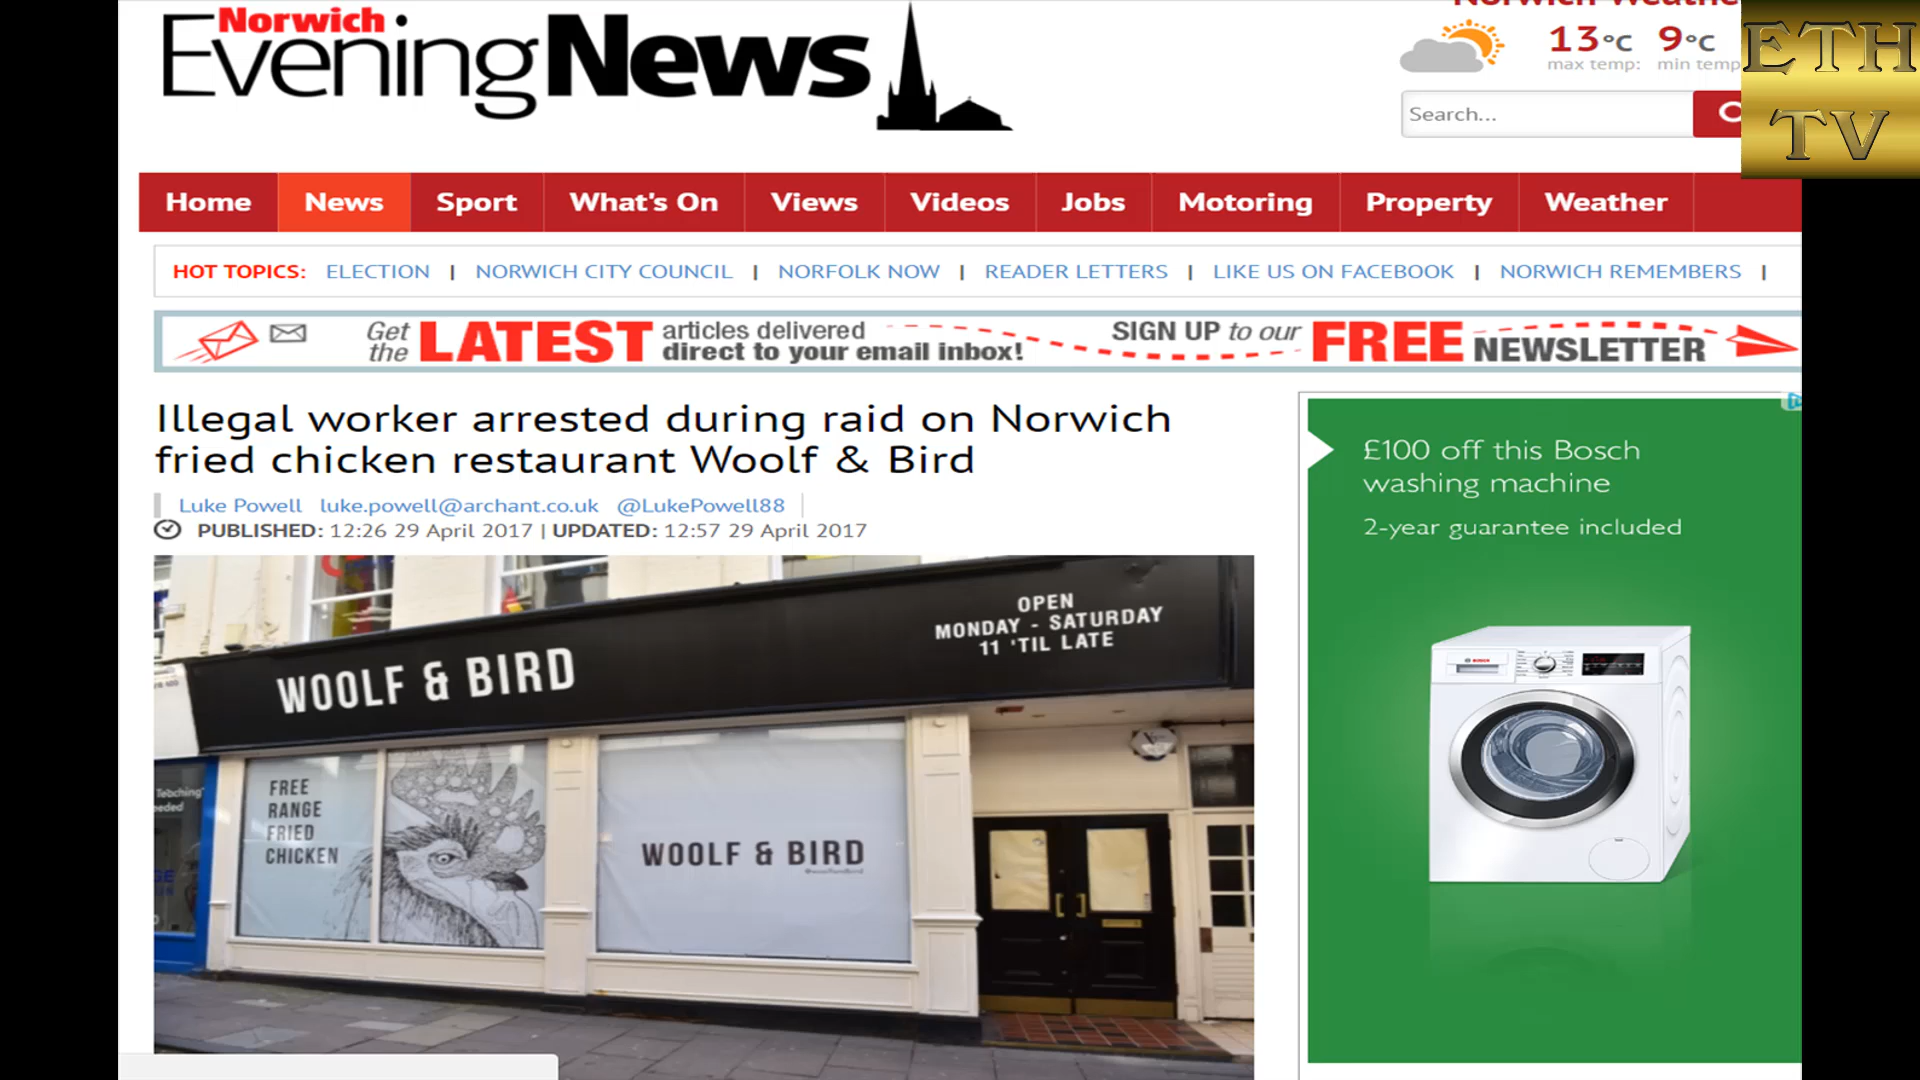 Norwich
Evening News
13°C 9°C
max temp: min temp
ETH
TV
Search...
Home News Sport What's On Views Videos Jobs Motoring Property Weather
HOT TOPICS: ELECTION | NORWICH CITY COUNCIL | NORFOLK NOW | READER LETTERS | LIKE US ON FACEBOOK | NORWICH REMEMBERS |
Get the LATEST articles delivered direct to your email inbox! SIGN UP to our FREE NEWSLETTER
Illegal worker arrested during raid on Norwich
fried chicken restaurant Woolf & Bird
Luke Powell luke.powell@archant.co.uk @LukePowell88
PUBLISHED: 12:26 29 April 2017 | UPDATED: 12:57 29 April 2017
WOOLF & BIRD
OPEN
MONDAY - SATURDAY
11 'TIL LATE
FREE
RANGE
FRIED
CHICKEN
WOOLF & BIRD
£100 off this Bosch
washing machine
2-year guarantee included
BOSCH